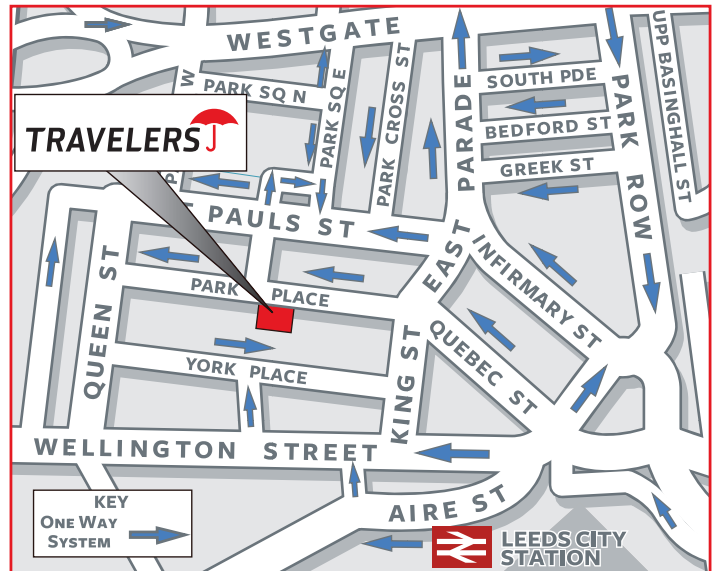 WESTGATE
UPP BASINGHALL ST
SOUTH PDE
PARK SQ N
W
PARK SQ E
PARK CROSS ST
PARADE
PARK ROW
BEDFORD ST
TRAVELERS
GREEK ST
P
PAULS ST
EAST
INFIRMARY ST
QUEEN ST
PARK PLACE
KING ST
QUEBEC ST
YORK PLACE
WELLINGTON STREET
AIRE ST
KEY
ONE WAY
SYSTEM
LEEDS CITY
STATION